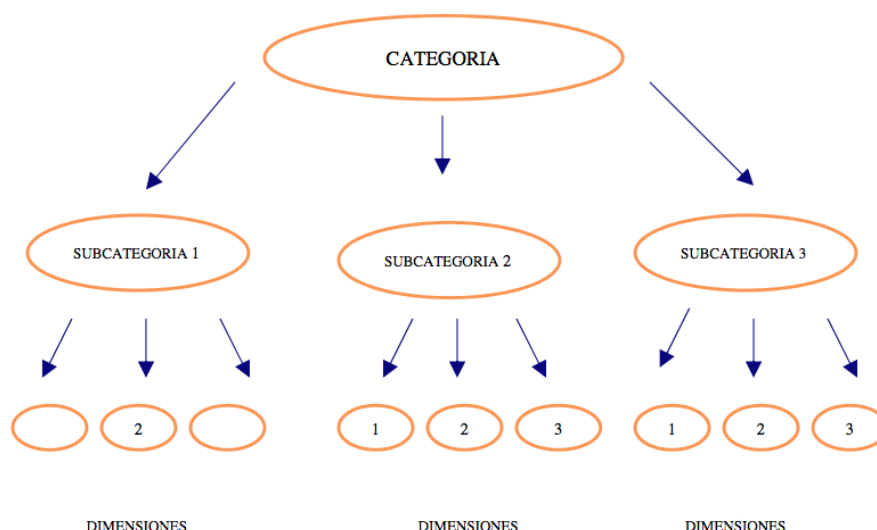 CATEGORIA
SUBCATEGORIA 1
SUBCATEGORIA 2
SUBCATEGORIA 3
2
1
2
3
1
2
3
DIMENSIONES
DIMENSIONES
DIMENSIONES